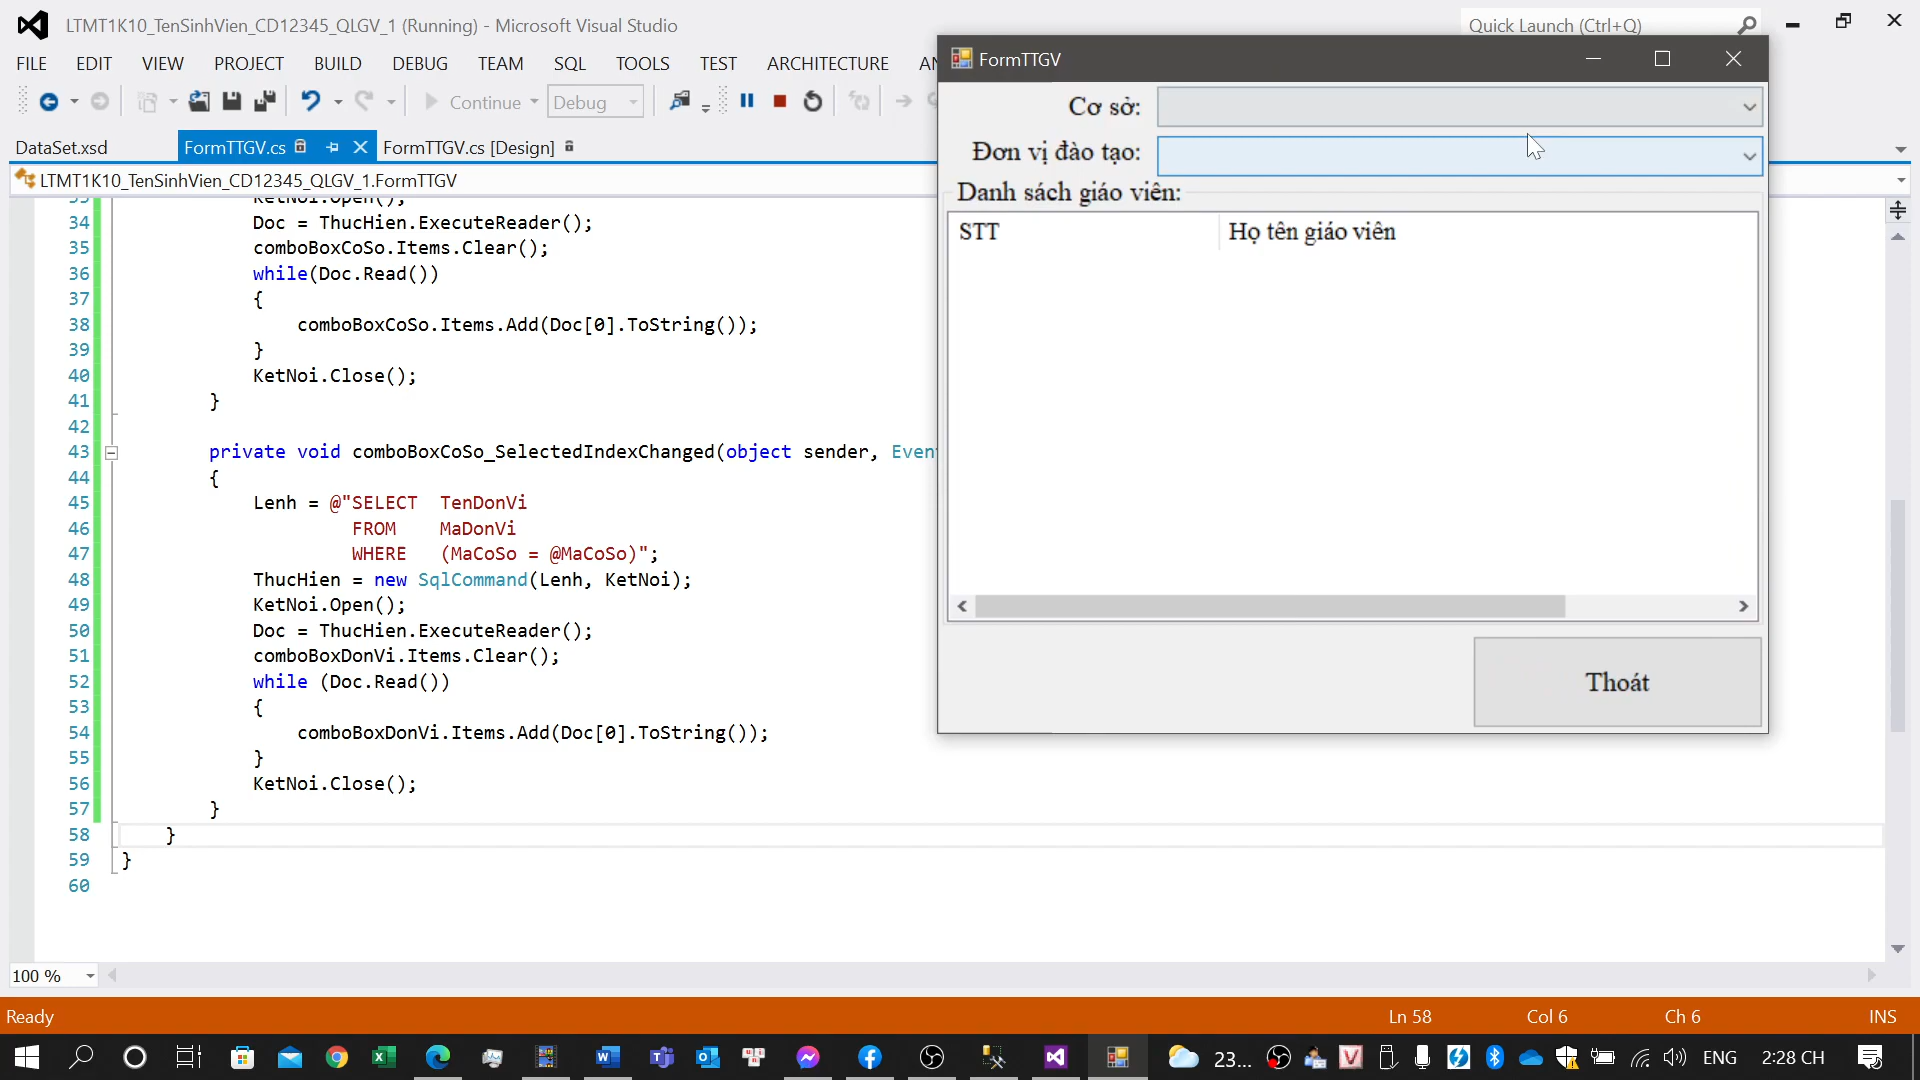 LTMT1K10_TenSinhVien_CD12345_QLGV_1 (Running) - Microsoft Visual Studio
Quick Launch (Ctrl+Q)
FILE EDIT VIEW PROJECT BUILD DEBUG TEAM SQL TOOLS TEST ARCHITECTURE AN
Continue Debug
DataSet.xsd FormTTGV.cs FormTTGV.cs [Design]
LTMT1K10_TenSinhVien_CD12345_QLGV_1.FormTTGV
33 KetNoi.Open();
34 Doc = ThucHien.ExecuteReader();
35 comboBoxCoSo.Items.Clear();
36 while(Doc.Read())
37 {
38 comboBoxCoSo.Items.Add(Doc[0].ToString());
39 }
40 KetNoi.Close();
41 }
42
43 private void comboBoxCoSo_SelectedIndexChanged(object sender, Even
44 {
45 Lenh = @"SELECT TenDonVi
46 FROM MaDonVi
47 WHERE (MaCoSo = @MaCoSo)";
48 ThucHien = new SqlCommand(Lenh, KetNoi);
49 KetNoi.Open();
50 Doc = ThucHien.ExecuteReader();
51 comboBoxDonVi.Items.Clear();
52 while (Doc.Read())
53 {
54 comboBoxDonVi.Items.Add(Doc[0].ToString());
55 }
56 KetNoi.Close();
57 }
58 }
59 }
60
100 %
FormTTGV
Cơ sở:
Đơn vị đào tạo:
Danh sách giáo viên:
STT Họ tên giáo viên
Thoát
Ready Ln 58 Col 6 Ch 6 INS
23... ENG 2:28 CH